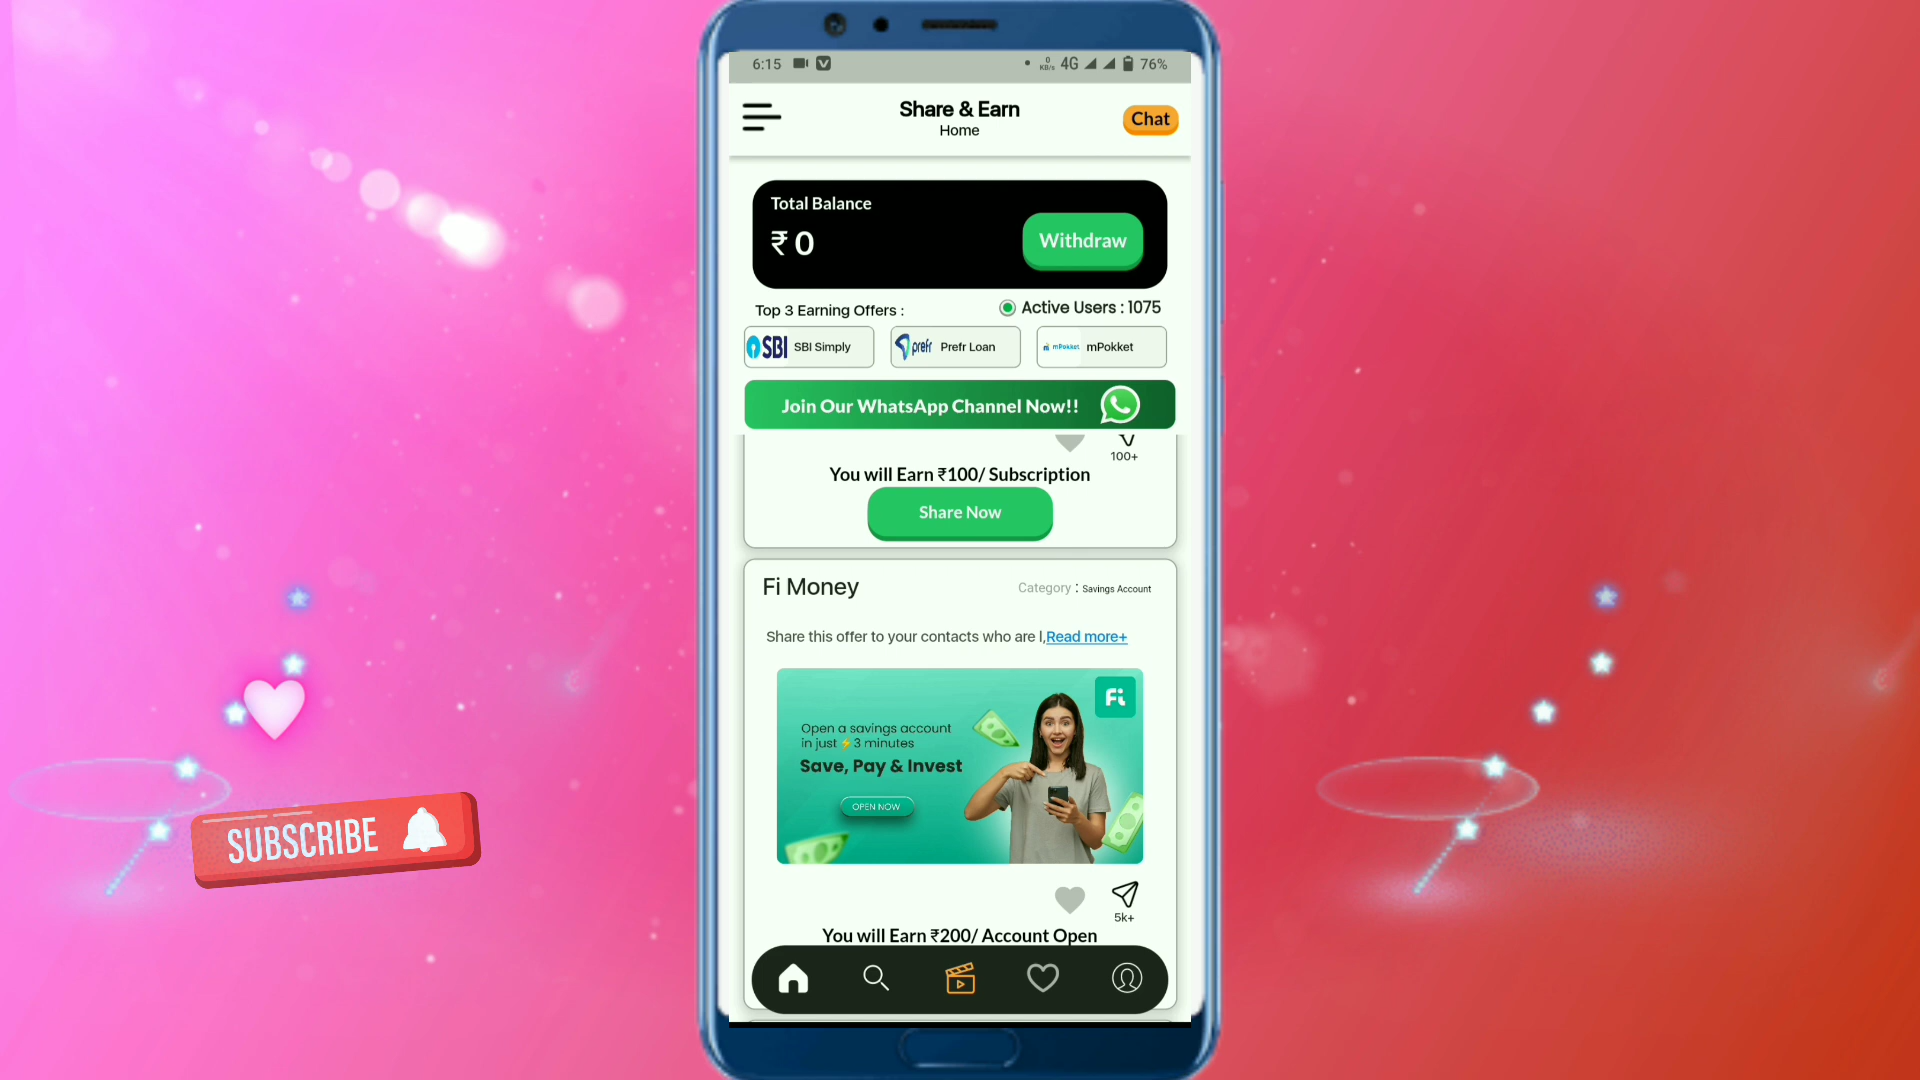 6:15
0 KB/s 4G 76%
Share & Earn
Home
Chat
Total Balance
₹ 0
Withdraw
Top 3 Earning Offers :
Active Users : 1075
SBI SBI Simply
prefr Prefr Loan
mPokket mPokket
Join Our WhatsApp Channel Now!!
100+
You will Earn ₹100/ Subscription
Share Now
Fi Money
Category : Savings Account
Share this offer to your contacts who are l,Read more+
Fi
Open a savings account
in just ⚡3 minutes
Save, Pay & Invest
OPEN NOW
5k+
You will Earn ₹200/ Account Open
SUBSCRIBE